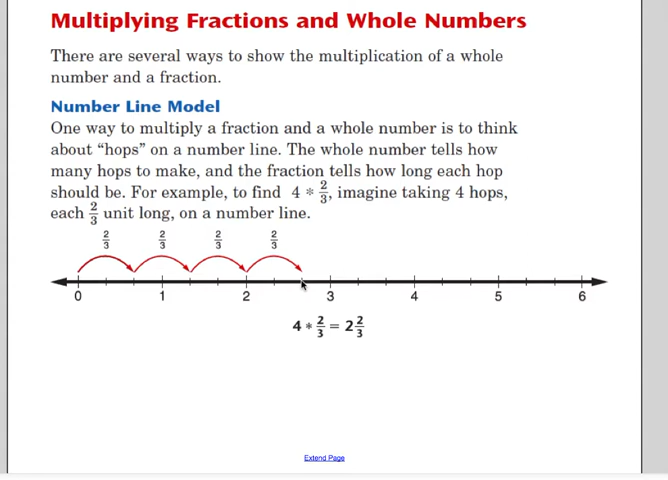 Multiplying Fractions and Whole Numbers
There are several ways to show the multiplication of a whole
number and a fraction.
Number Line Model
One way to multiply a fraction and a whole number is to think
about “hops” on a number line. The whole number tells how
many hops to make, and the fraction tells how long each hop
should be. For example, to find 4 * 2/3, imagine taking 4 hops,
each 2/3 unit long, on a number line.
2/3 2/3 2/3 2/3
0 1 2 3 4 5 6
4 * 2/3 = 2 2/3
Extend Page